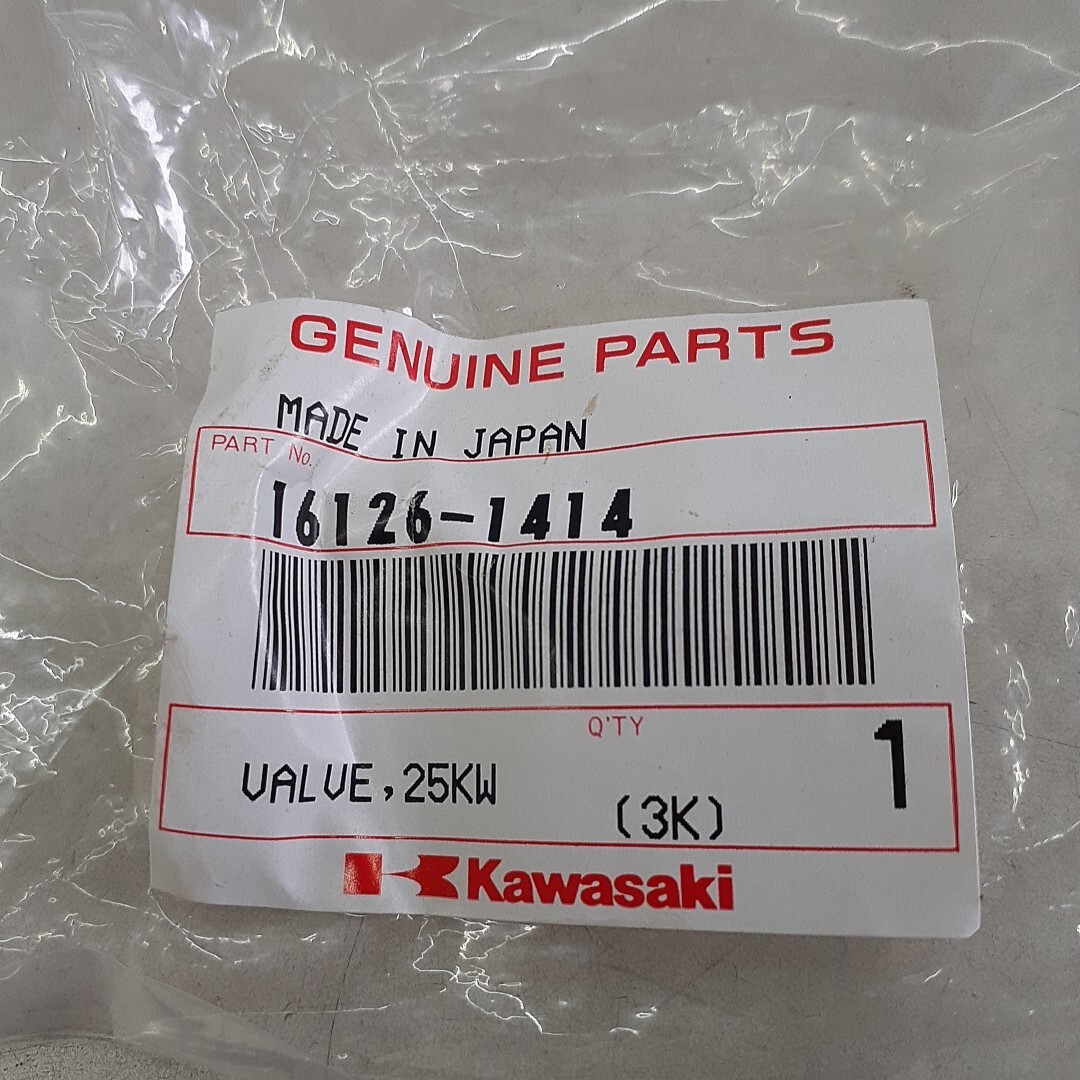 GENUINE PARTS
MADE IN JAPAN
PART No.
16126-1414
Q'TY
1
VALVE,25KW
(3K)
Kawasaki